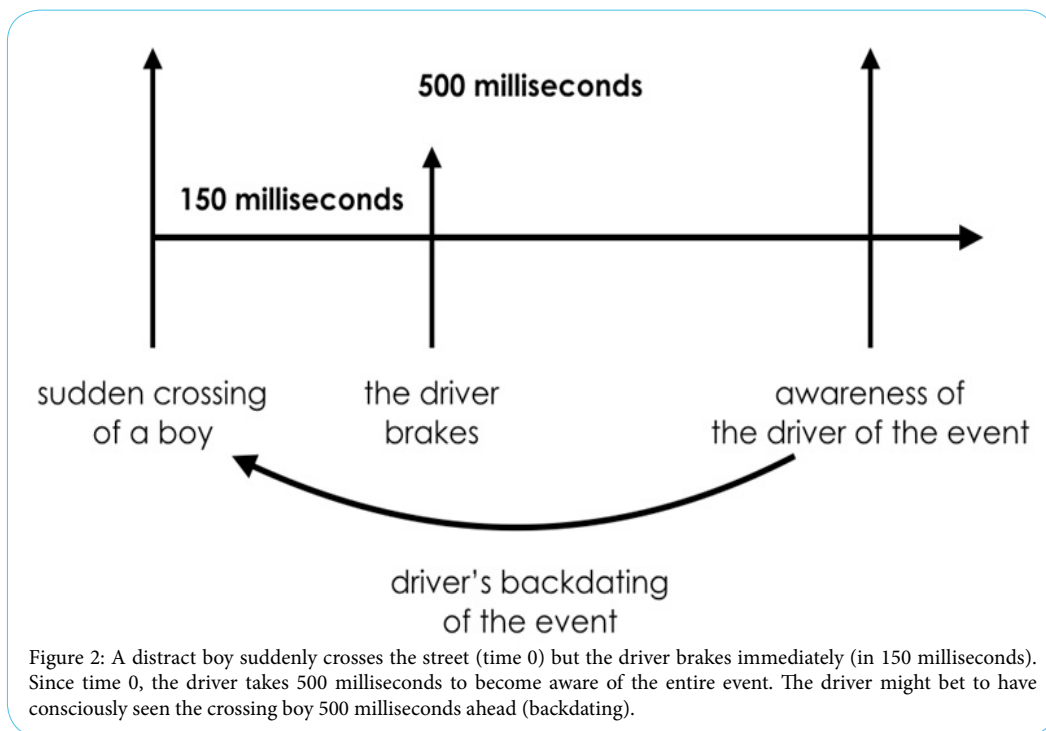 500 milliseconds
150 milliseconds
sudden crossing
of a boy
the driver
brakes
awareness of
the driver of the event
driver's backdating
of the event
Figure 2: A distract boy suddenly crosses the street (time 0) but the driver brakes immediately (in 150 milliseconds).
Since time 0, the driver takes 500 milliseconds to become aware of the entire event. The driver might bet to have
consciously seen the crossing boy 500 milliseconds ahead (backdating).